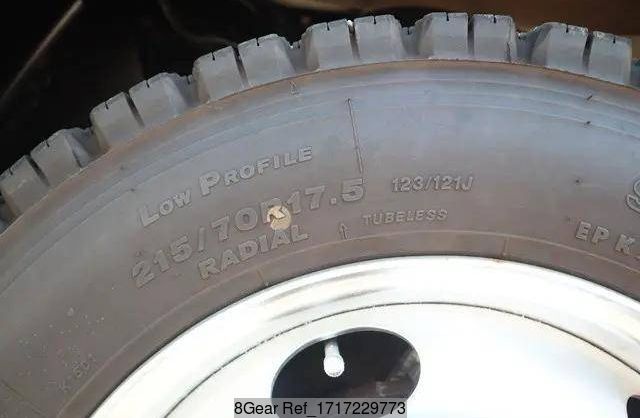 LOW PROFILE
215/70R17.5 123/121J
RADIAL TUBELESS
EP K
8Gear Ref_1717229773